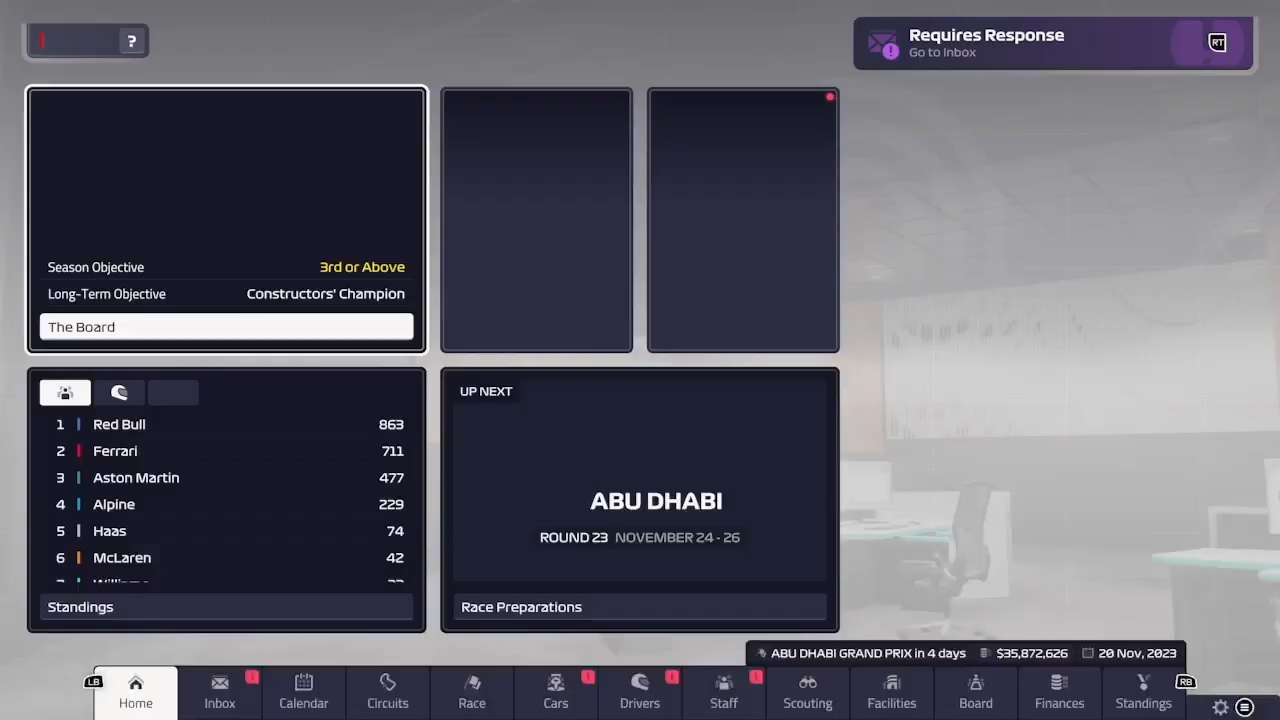 ?
Requires Response
Go to Inbox
RT
Season Objective 3rd or Above
Long-Term Objective Constructors' Champion
The Board
1 Red Bull 863
2 Ferrari 711
3 Aston Martin 477
4 Alpine 229
5 Haas 74
6 McLaren 42
Standings
UP NEXT
ABU DHABI
ROUND 23 NOVEMBER 24 - 26
Race Preparations
ABU DHABI GRAND PRIX in 4 days $35,872,626 20 Nov, 2023
LB Home Inbox Calendar Circuits Race Cars Drivers Staff Scouting Facilities Board Finances Standings RB